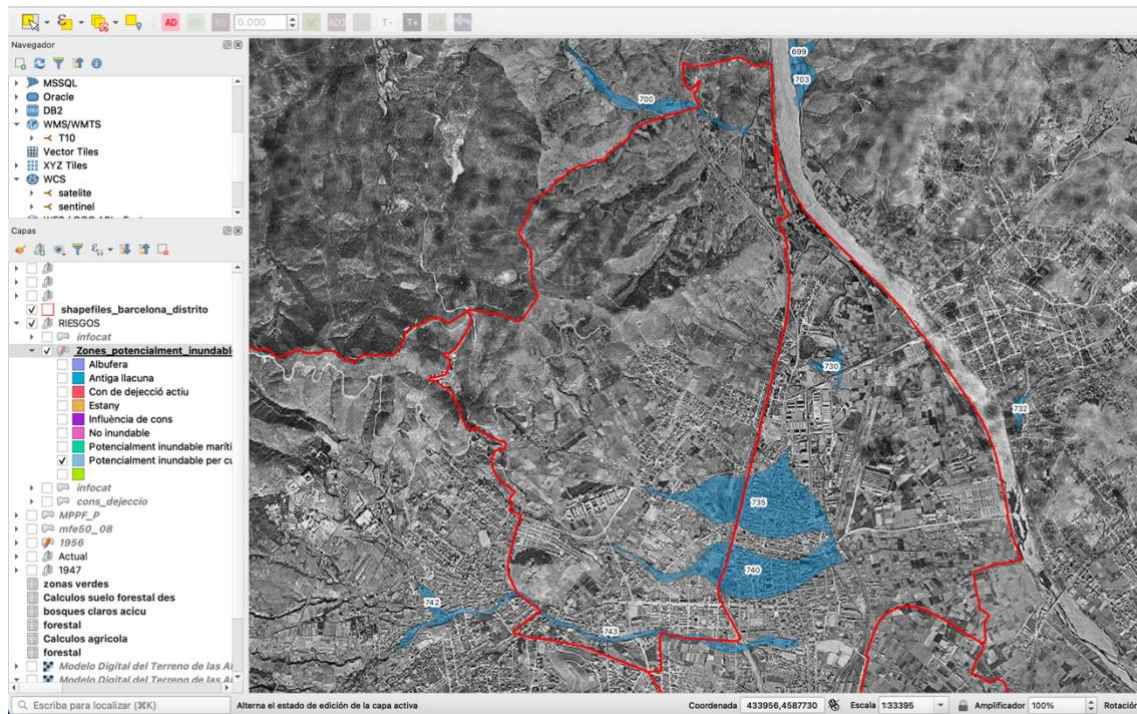 AD
0.000
SC
ADJ
T-
T+
Navegador
MSSQL
Oracle
DB2
WMS/WMTS
T10
Vector Tiles
XYZ Tiles
WCS
satelite
sentinel
Capas
shapefiles_barcelona_distrito
RIESGOS
infocat
Zones_potencialment_inundabl
Albufera
Antiga llacuna
Con de dejecció actiu
Estany
Influència de cons
No inundable
Potencialment inundable maríti
Potencialment inundable per cu
infocat
cons_dejeccio
MPPF_P
mfe50_08
1956
Actual
1947
zonas verdes
Calculos suelo forestal des
bosques claros acicu
forestal
Calculos agricola
forestal
Modelo Digital del Terreno de las A
Modelo Digital del Terreno de las A
699
703
700
730
732
735
740
742
743
Escriba para localizar (⌘K)
Alterna el estado de edición de la capa activa
Coordenada 433956,4587730
Escala 1:33395
Amplificador 100%
Rotación